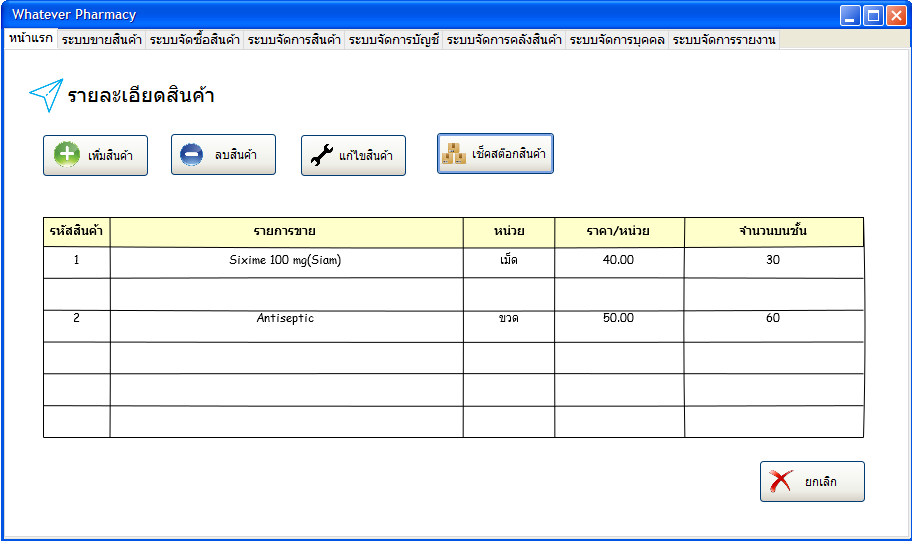 Whatever Pharmacy
หน้าแรก ระบบขายสินค้า ระบบจัดซื้อสินค้า ระบบจัดการสินค้า ระบบจัดการบัญชี ระบบจัดการคลังสินค้า ระบบจัดการบุคคล ระบบจัดการรายงาน
รายละเอียดสินค้า
เพิ่มสินค้า ลบสินค้า แก้ไขสินค้า เช็คสต๊อกสินค้า
รหัสสินค้า รายการขาย หน่วย ราคา/หน่วย จำนวนบนชั้น
1 Sixime 100 mg(Siam) เม็ด 40.00 30
2 Antiseptic ขวด 50.00 60
ยกเลิก